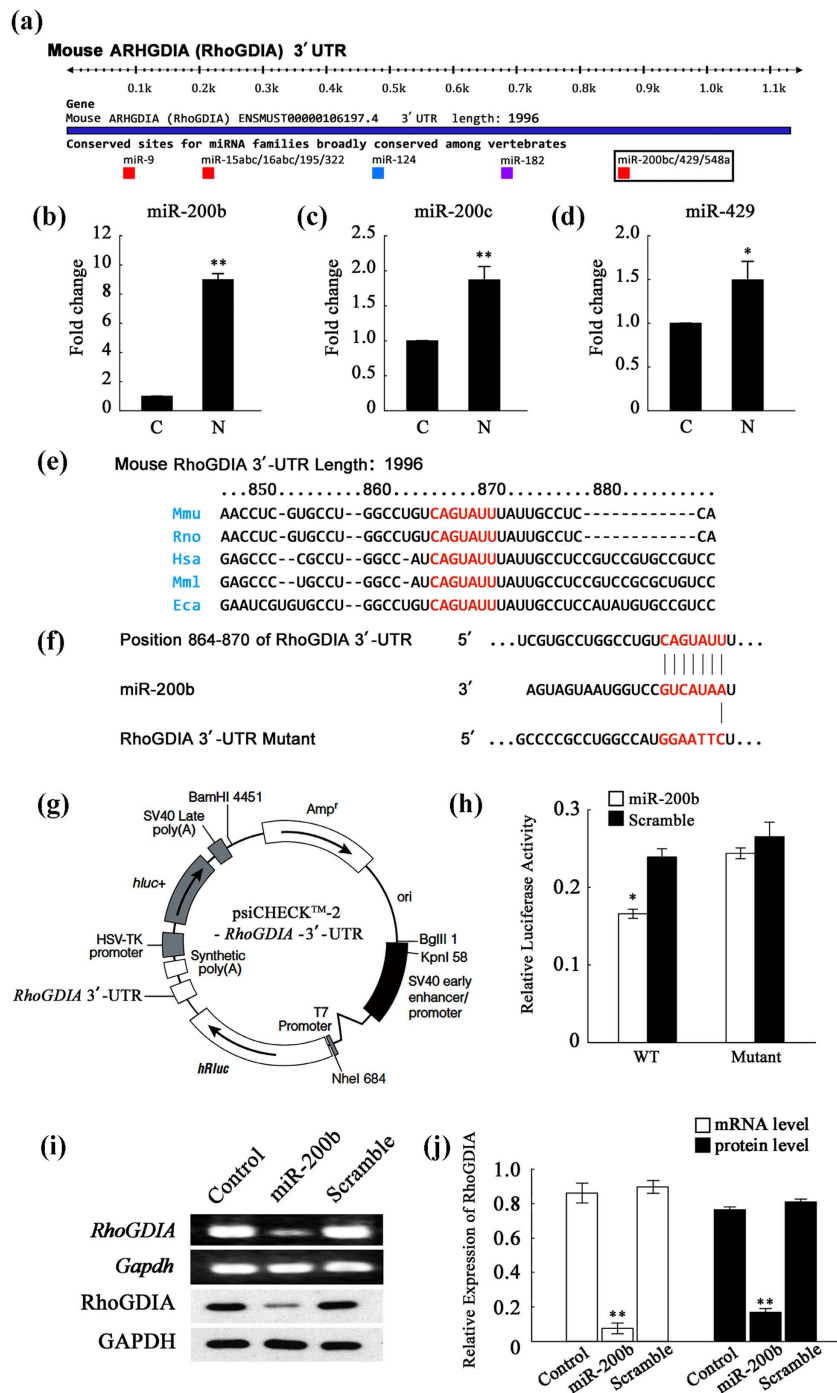 (a)
Mouse ARHGDIA (RhoGDIA) 3′ UTR
0.1k 0.2k 0.3k 0.4k 0.5k 0.6k 0.7k 0.8k 0.9k 1.0k 1.1k
Gene
Mouse ARHGDIA (RhoGDIA) ENSMUST00000106197.4 3′UTR length: 1996
Conserved sites for miRNA families broadly conserved among vertebrates
miR-9 miR-15abc/16abc/195/322 miR-124 miR-182 miR-200bc/429/548a
(b)
miR-200b
Fold change
12
10
8
6
4
2
0
**
C N
(c)
miR-200c
Fold change
2.5
2.0
1.5
1.0
0.5
0
**
C N
(d)
miR-429
Fold change
2.0
1.5
1.0
0.5
0
*
C N
(e)
Mouse RhoGDIA 3′-UTR Length: 1996
...850.......860.......870.......880.......
Mmu AACCUC-GUGCCU--GGCCUGUCAGUAUUUAUUGCCUC-----------CA
Rno AACCUC-GUGCCU--GGCCUGUCAGUAUUUAUUGCCUC-----------CA
Hsa GAGCCC--CGCCU--GGCC-AUCAGUAUUUAUUGCCUCCGUCCGUGCCGUCC
Mml GAGCCC--UGCCU--GGCC-AUCAGUAUUUAUUGCCUCCGUCCGCGCUGUCC
Eca GAAUCGUGUGCCU--GGCCUGUCAGUAUUUAUUGCCUCCAUAUGUGCCGUCC
(f)
Position 864-870 of RhoGDIA 3′-UTR 5′ ...UCGUGCCUGGCCUGUCAGUAUUU...
miR-200b 3′ AGUAGUAAUGGUCCGUCAUAAU
RhoGDIA 3′-UTR Mutant 5′ ...GCCCCGCCUGGCCAUGGAATTCU...
(g)
BamHI 4451
SV40 Late
poly(A)
Ampʳ
hluc+
ori
psiCHECK™-2
- RhoGDIA -3′-UTR
BglII 1
KpnI 58
HSV-TK
promoter
Synthetic
poly(A)
SV40 early
enhancer/
promoter
RhoGDIA 3′-UTR
T7
Promoter
hRluc
NheI 684
(h)
miR-200b
Scramble
Relative Luciferase Activity
0.3
0.2
0.1
0
*
WT Mutant
(i)
Control miR-200b Scramble
RhoGDIA
Gapdh
RhoGDIA
GAPDH
(j)
mRNA level
protein level
Relative Expression of RhoGDIA
1.0
0.8
0.6
0.4
0.2
0
**
**
Control miR-200b Scramble Control miR-200b Scramble